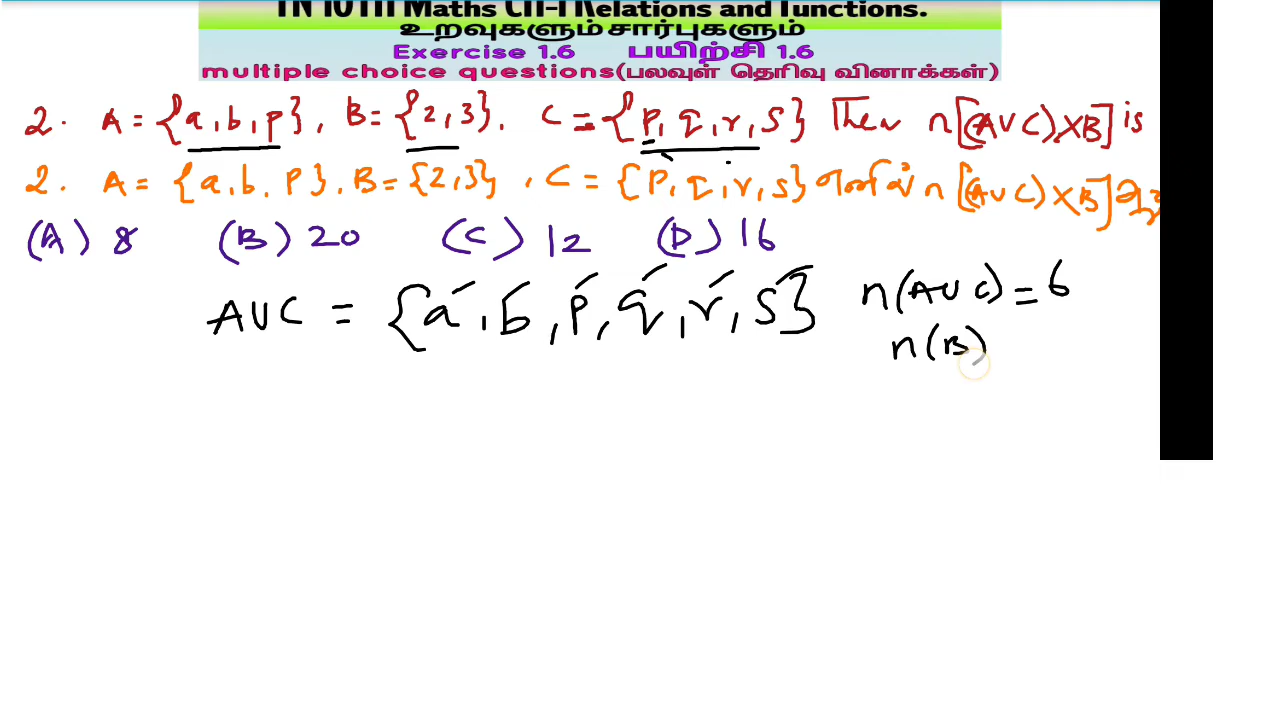 TN 10TH Maths CH-1 Relations and functions.
உறவுகளும் சார்புகளும்
Exercise 1.6 பயிற்சி 1.6
multiple choice questions(பலவுள் தெரிவு வினாக்கள்)
2. A = {a, b, p}, B = {2, 3}, C = {p, q, r, s} Then n[(A∪C)×B] is
2. A = {a, b, p}, B = {2, 3}, C = {p, q, r, s} எனில் n[(A∪C)×B]
(A) 8 (B) 20 (C) 12 (D) 16
A∪C = {a, b, p, q, r, s} n(A∪C) = 6
n(B)